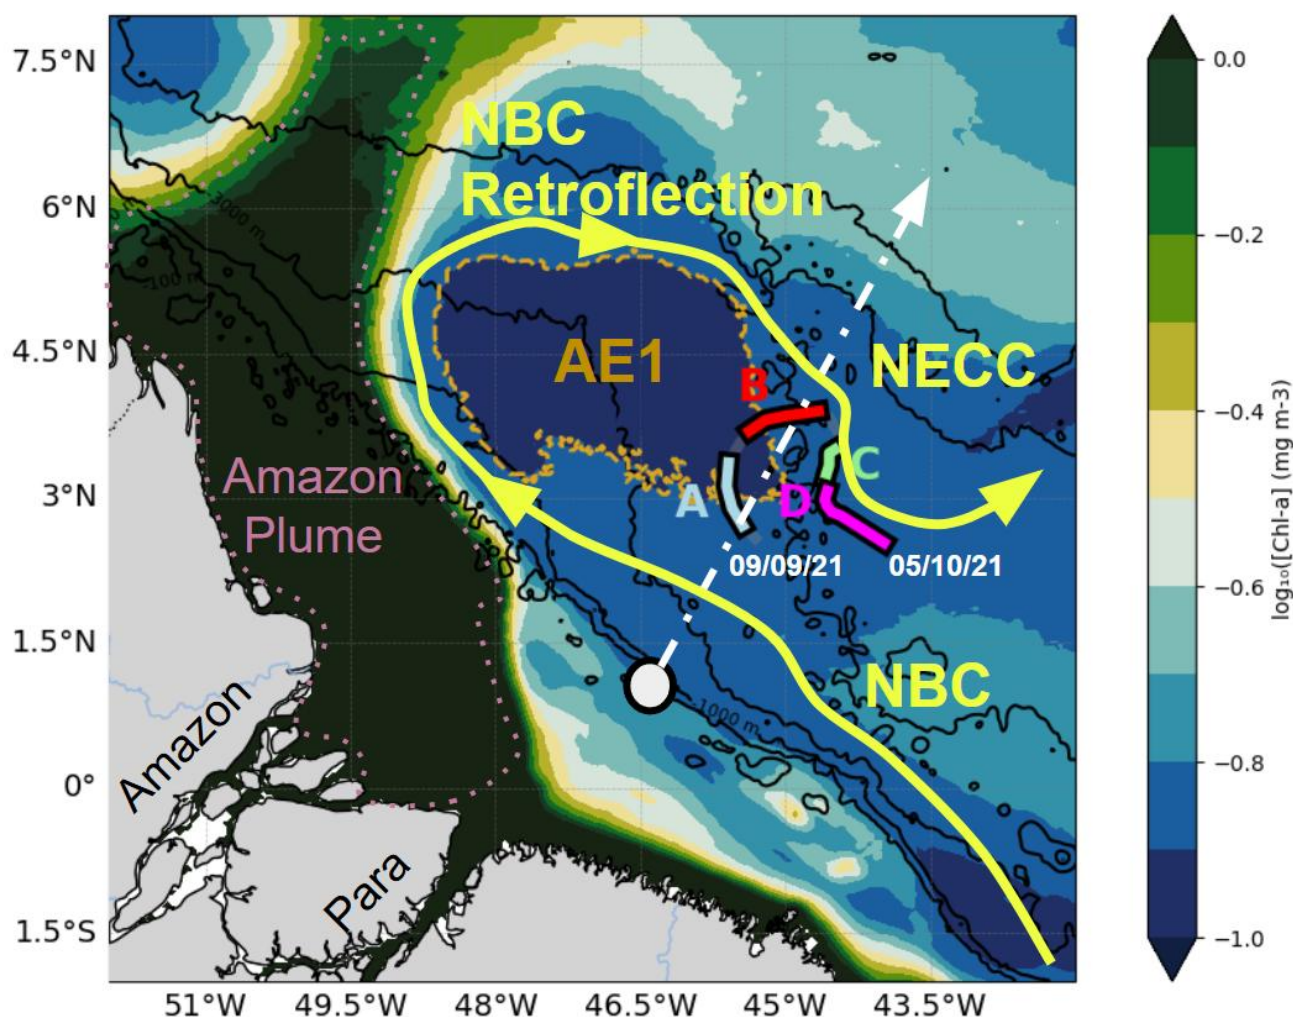 7.5°N
6°N
4.5°N
3°N
1.5°N
0°
1.5°S
51°W
49.5°W
48°W
46.5°W
45°W
43.5°W
NBC
Retroflection
-3000 m
-100 m
AE1
NECC
B
C
A
D
Amazon
Plume
09/09/21
05/10/21
NBC
-1000 m
Amazon
Para
0.0
−0.2
−0.4
−0.6
−0.8
−1.0
log₁₀([Chl-a] (mg m-3)